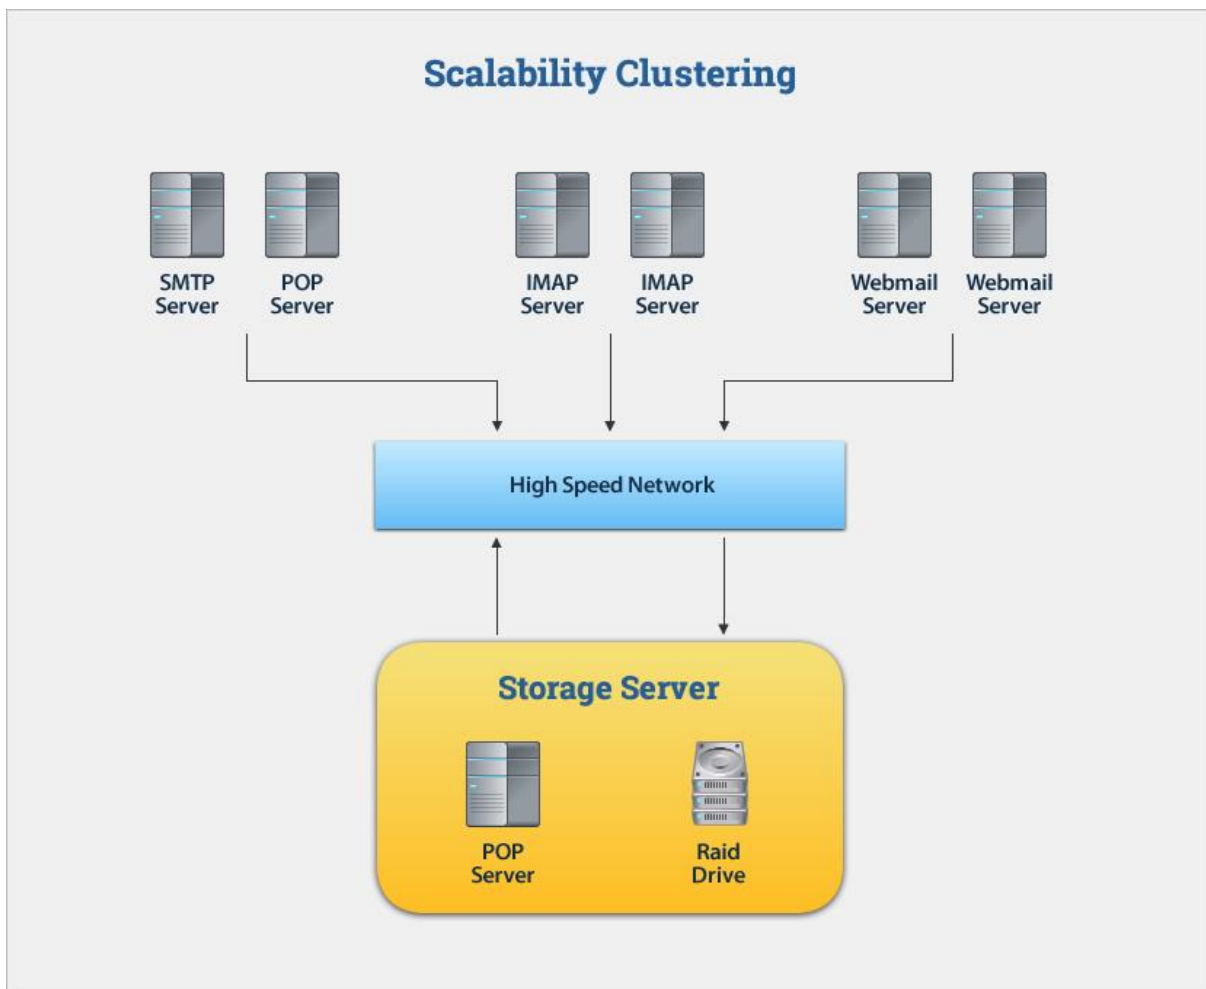 Scalability Clustering
SMTP
Server
POP
Server
IMAP
Server
IMAP
Server
Webmail
Server
Webmail
Server
High Speed Network
Storage Server
POP
Server
Raid
Drive